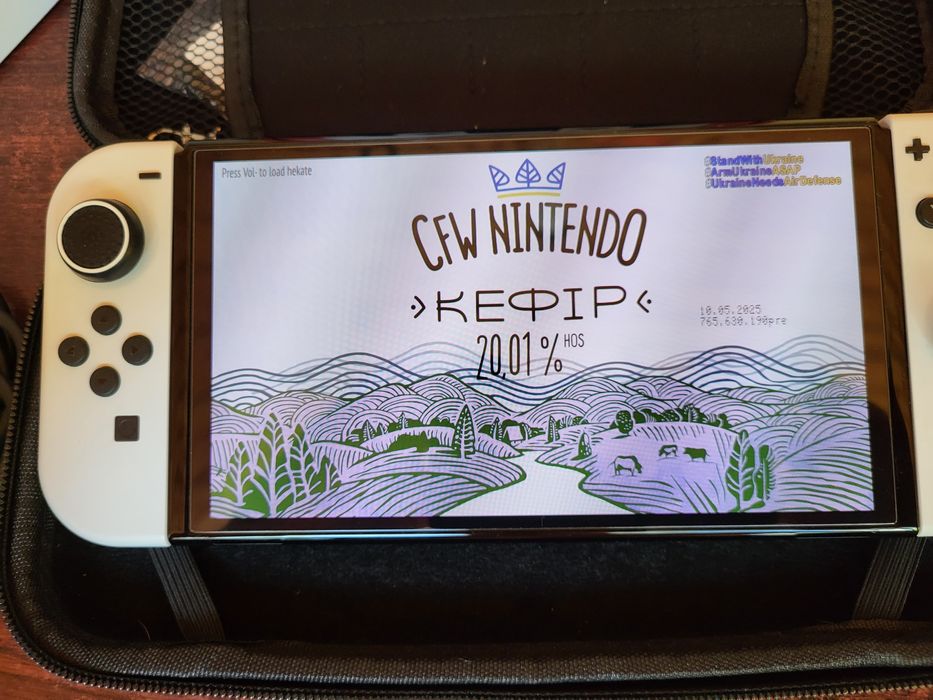 Press Vol- to load hekate
#StandWithUkraine
#ArmUkraineASAP
#UkraineNeedsAirDefense
CFW NINTENDO
КЕФІР
20,01 % HOS
10.05.2025
765.630.190pre